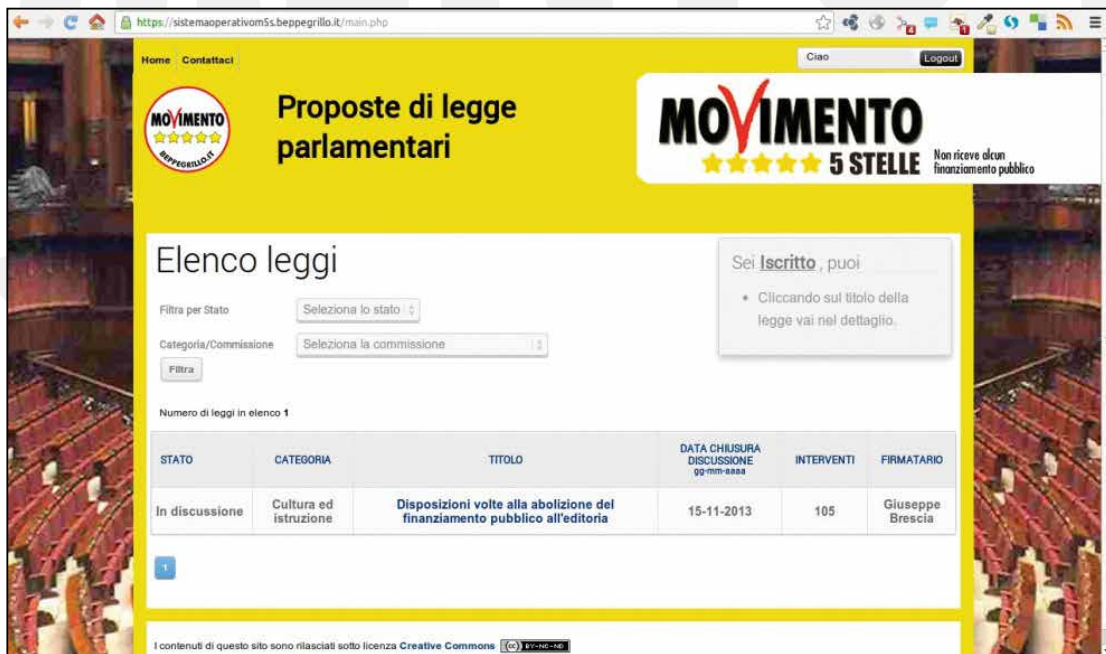 https://sistemaoperativom5s.beppegrillo.it/main.php
4
1
Home Contattaci
Ciao
Logout
MOVIMENTO
BEPPEGRILLO.IT
Proposte di legge
parlamentari
MOVIMENTO
5 STELLE
Non riceve alcun
finanziamento pubblico
Elenco leggi
Sei Iscritto , puoi
• Cliccando sul titolo della
legge vai nel dettaglio.
Filtra per Stato
Seleziona lo stato
Categoria/Commissione
Seleziona la commissione
Filtra
Numero di leggi in elenco 1
STATO CATEGORIA TITOLO DATA CHIUSURA DISCUSSIONE gg-mm-aaaa INTERVENTI FIRMATARIO
In discussione Cultura ed istruzione Disposizioni volte alla abolizione del finanziamento pubblico all'editoria 15-11-2013 105 Giuseppe Brescia
1
I contenuti di questo sito sono rilasciati sotto licenza Creative Commons (cc) BY-NC-ND